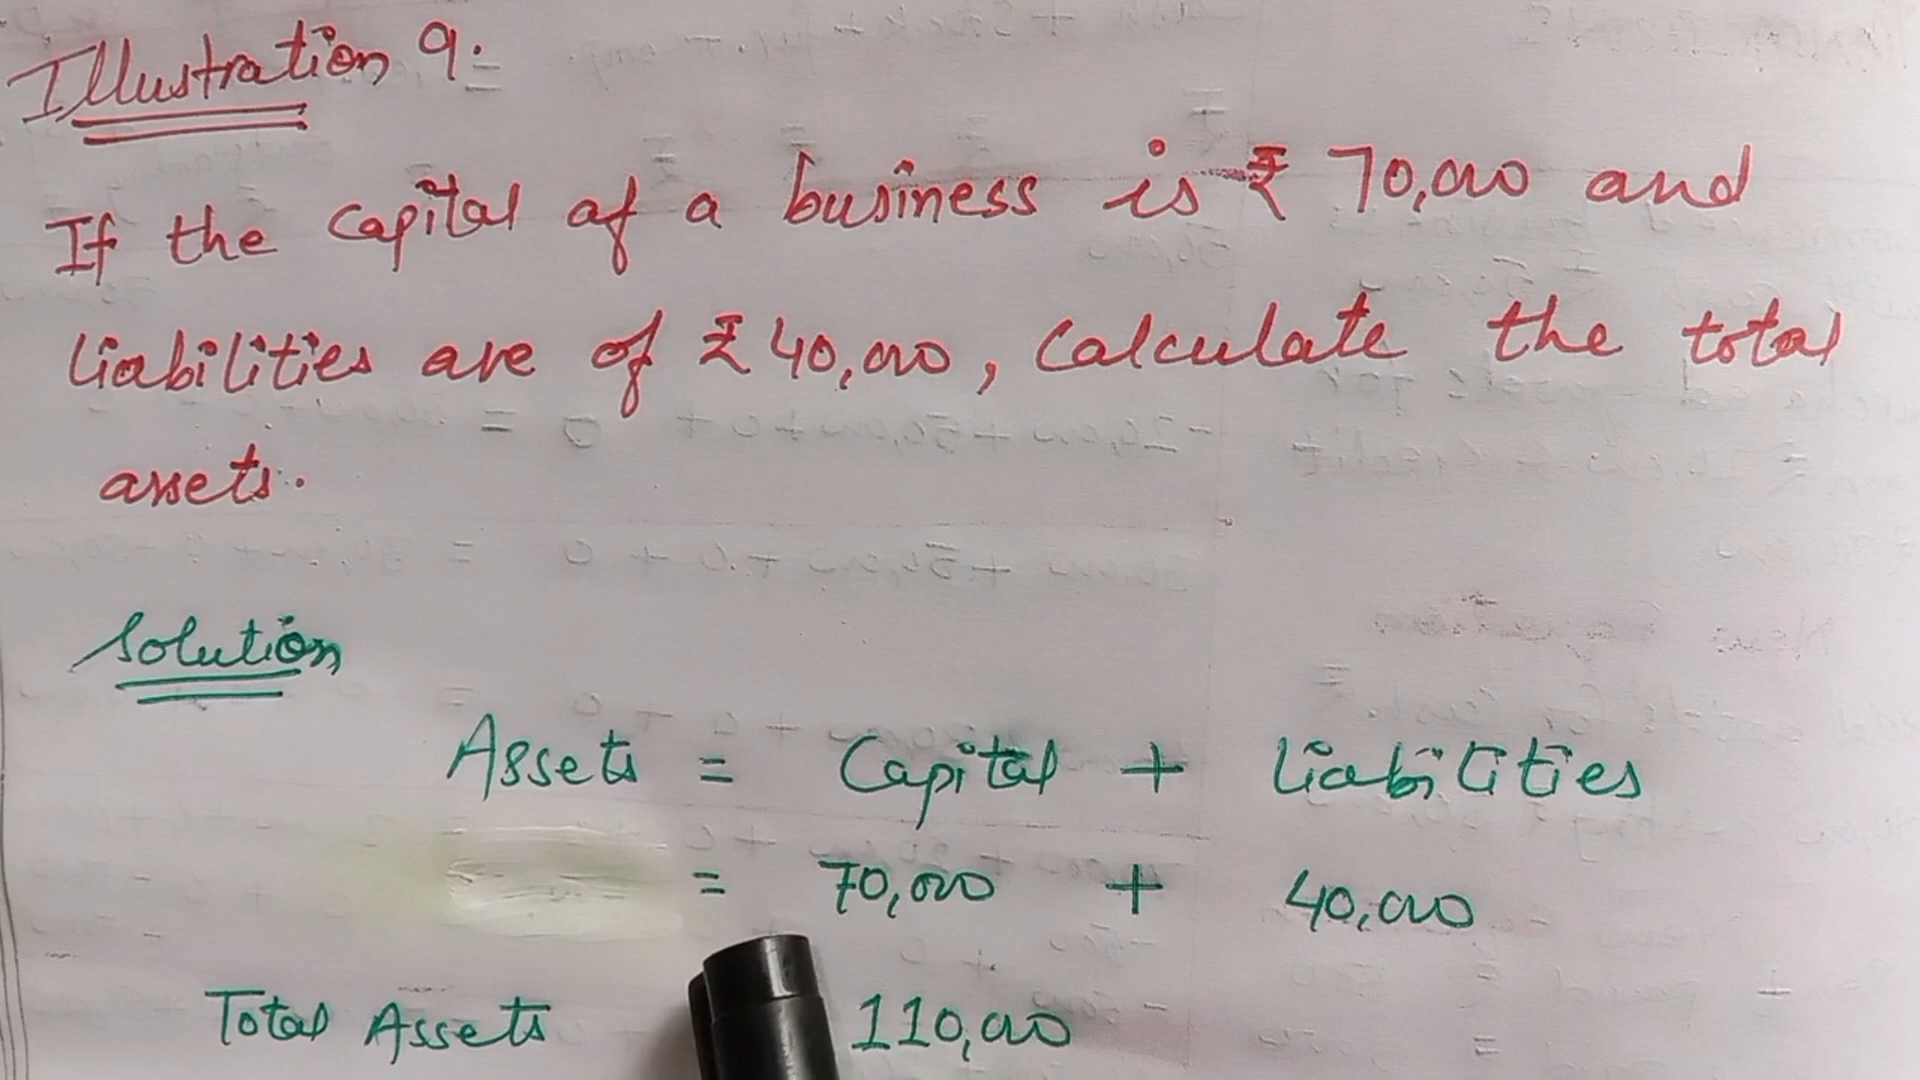 Illustration 9:
If the capital of a business is ₹ 70,000 and
liabilities are of ₹ 40,000, calculate the total
assets.
Solution
Assets = Capital + liabilities
= 70,000 + 40,000
Total Assets 110,000